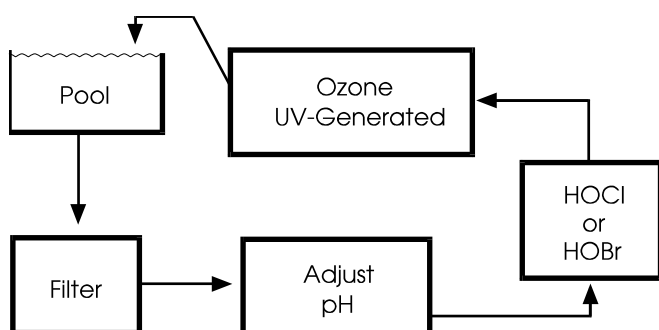 Pool
Ozone
UV-Generated
HOCl
or
HOBr
Filter
Adjust
pH